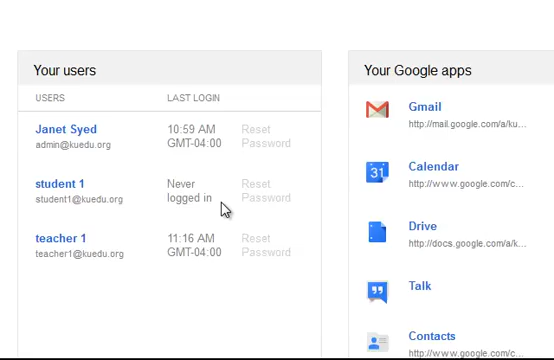 Your users
USERS LAST LOGIN
Janet Syed 10:59 AM Reset
admin@kuedu.org GMT-04:00 Password
student 1 Never Reset
student1@kuedu.org logged in Password
teacher 1 11:16 AM Reset
teacher1@kuedu.org GMT-04:00 Password
Your Google apps
Gmail
http://mail.google.com/a/ku...
31
Calendar
http://www.google.com/c...
Drive
http://docs.google.com/a/k...
Talk
Contacts
http://www.google.com/c...